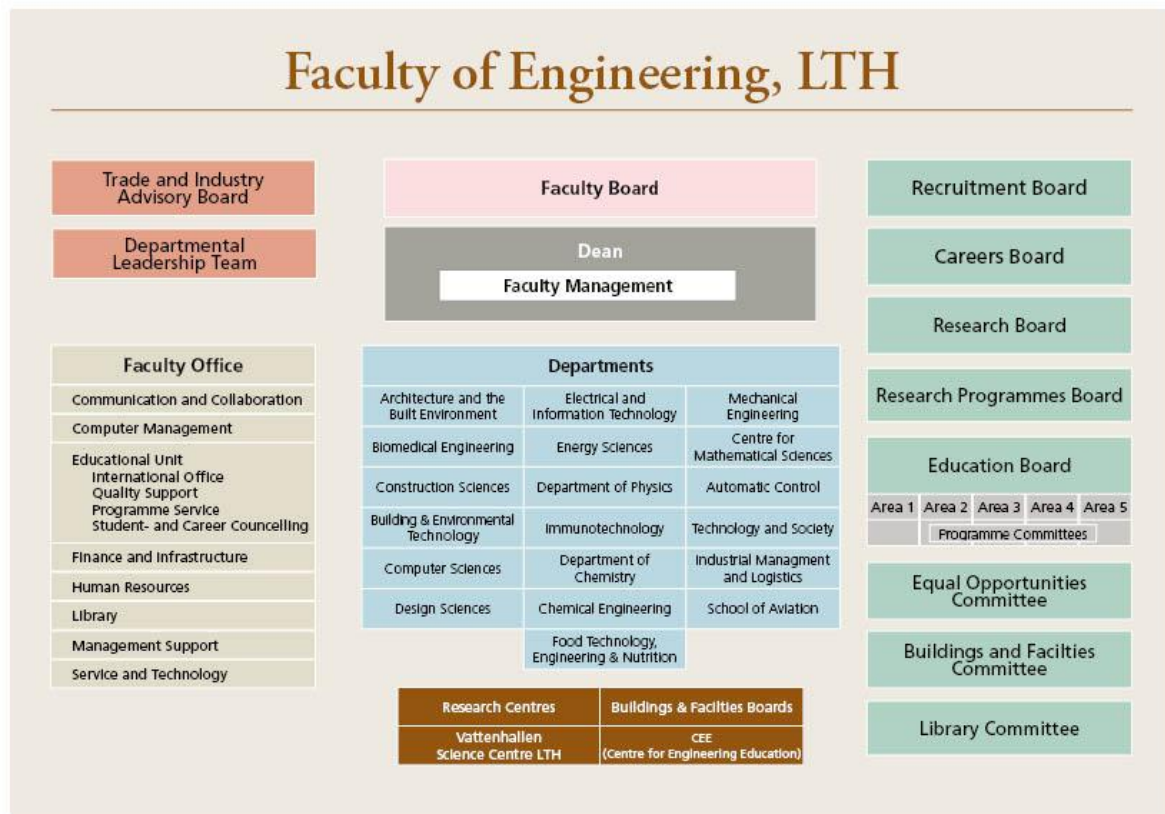 Faculty of Engineering, LTH
Trade and Industry
Advisory Board
Departmental
Leadership Team
Faculty Board
Dean
Faculty Management
Recruitment Board
Careers Board
Research Board
Research Programmes Board
Education Board
Area 1 Area 2 Area 3 Area 4 Area 5
Programme Committees
Equal Opportunities
Committee
Buildings and Facilties
Committee
Library Committee
Faculty Office
Communication and Collaboration
Computer Management
Educational Unit
International Office
Quality Support
Programme Service
Student- and Career Councelling
Finance and Infrastructure
Human Resources
Library
Management Support
Service and Technology
Departments
Architecture and the
Built Environment
Biomedical Engineering
Construction Sciences
Building & Environmental
Technology
Computer Sciences
Design Sciences
Electrical and
Information Technology
Energy Sciences
Department of Physics
Immunotechnology
Department of
Chemistry
Chemical Engineering
Food Technology,
Engineering & Nutrition
Mechanical
Engineering
Centre for
Mathematical Sciences
Automatic Control
Technology and Society
Industrial Managment
and Logistics
School of Aviation
Research Centres
Buildings & Facilties Boards
Vattenhallen
Science Centre LTH
CEE
(Centre for Engineering Education)